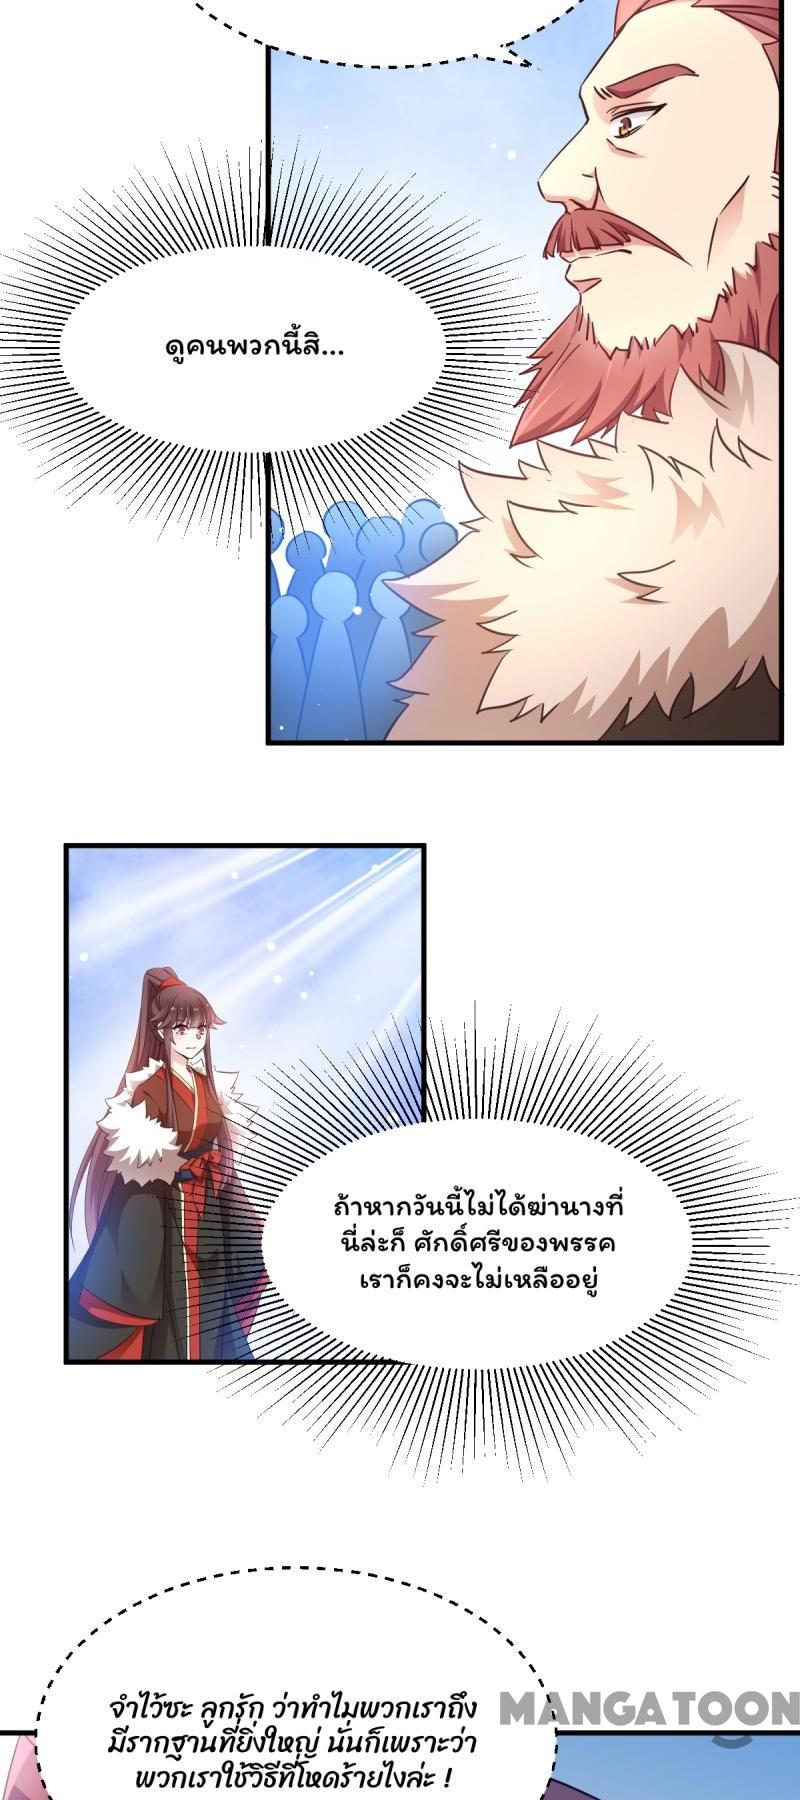 ดูคนพวกนี้สิ...
ถ้าหากวันนี้ไม่ได้ฆ่านางที่
นี่ล่ะก็ ศักดิ์ศรีของพรรค
เราก็คงจะไม่เหลืออยู่
จำไว้ซะ ลูกรัก ว่าทำไมพวกเราถึง
มีรากฐานที่ยิ่งใหญ่ นั่นก็เพราะว่า
พวกเราใช้วิธีที่โหดร้ายไงล่ะ !
MANGATOON